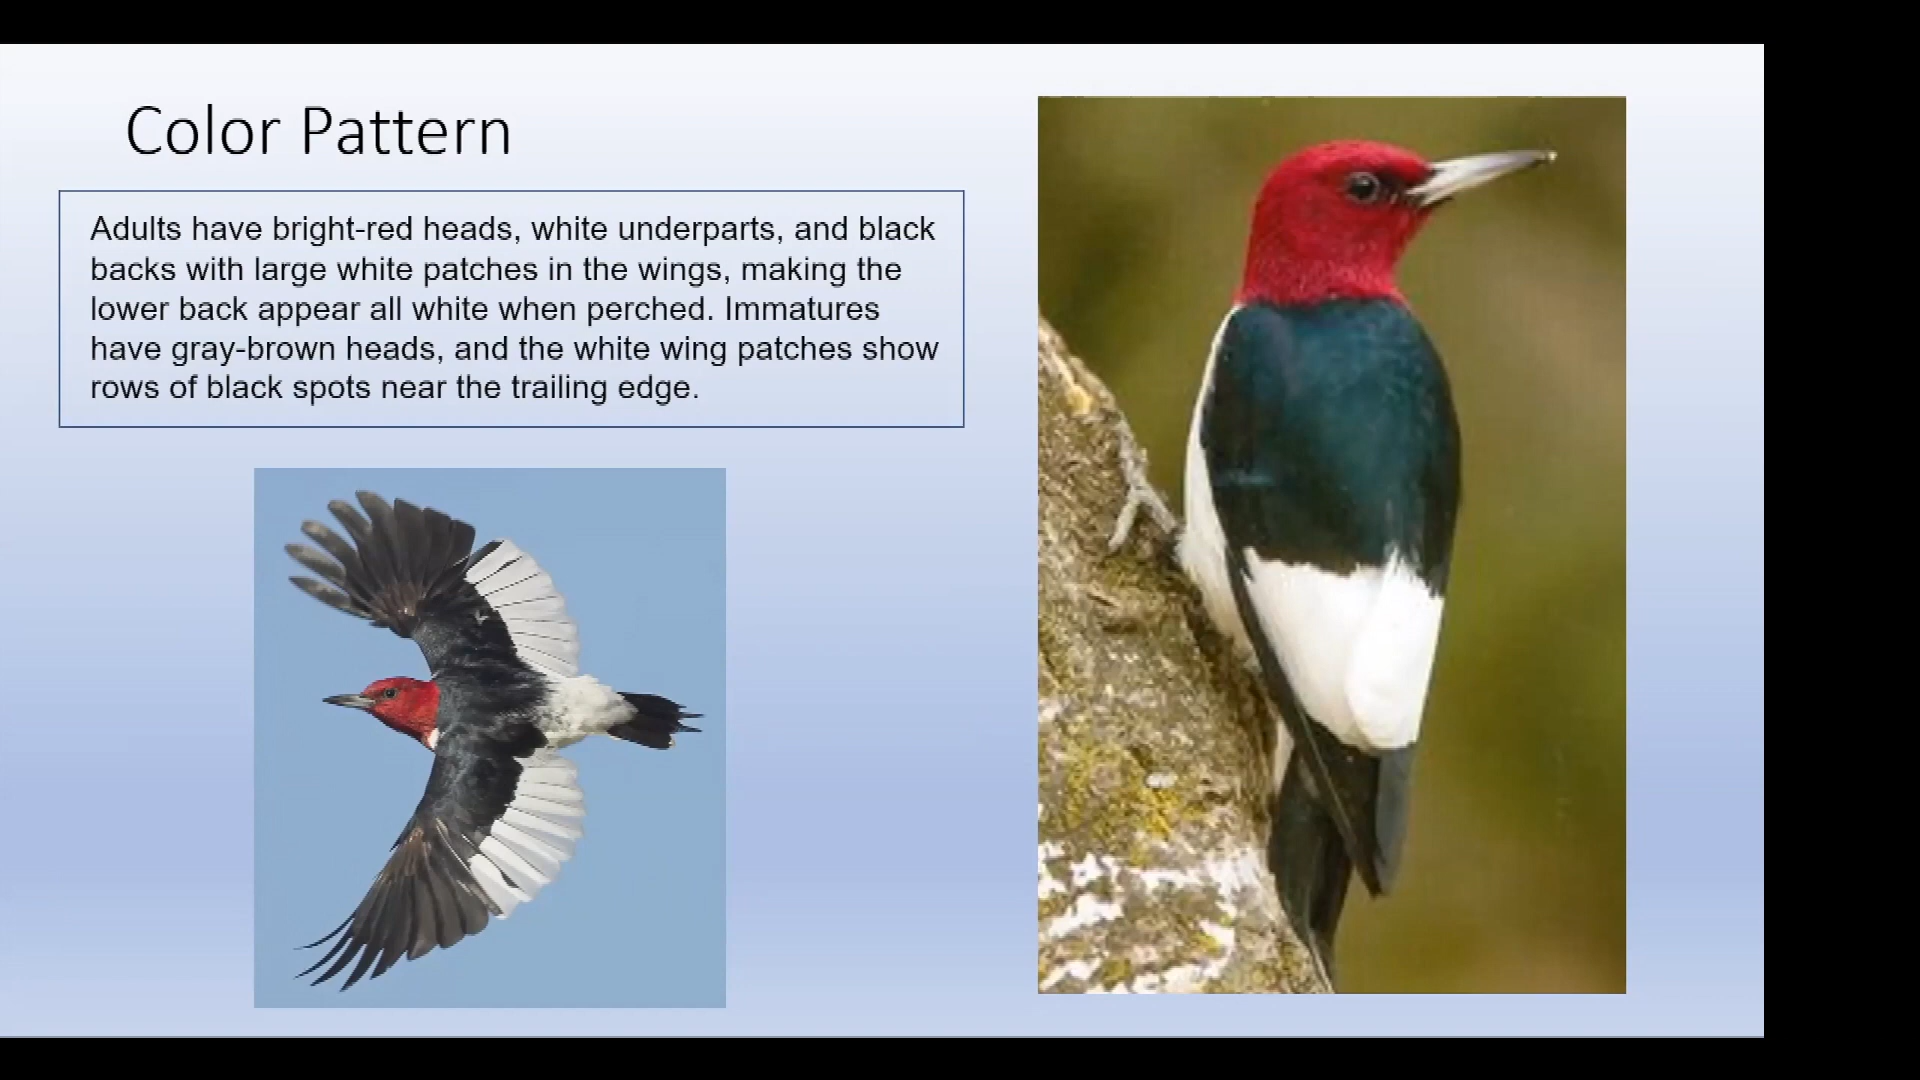 Color Pattern
Adults have bright-red heads, white underparts, and black
backs with large white patches in the wings, making the
lower back appear all white when perched. Immatures
have gray-brown heads, and the white wing patches show
rows of black spots near the trailing edge.